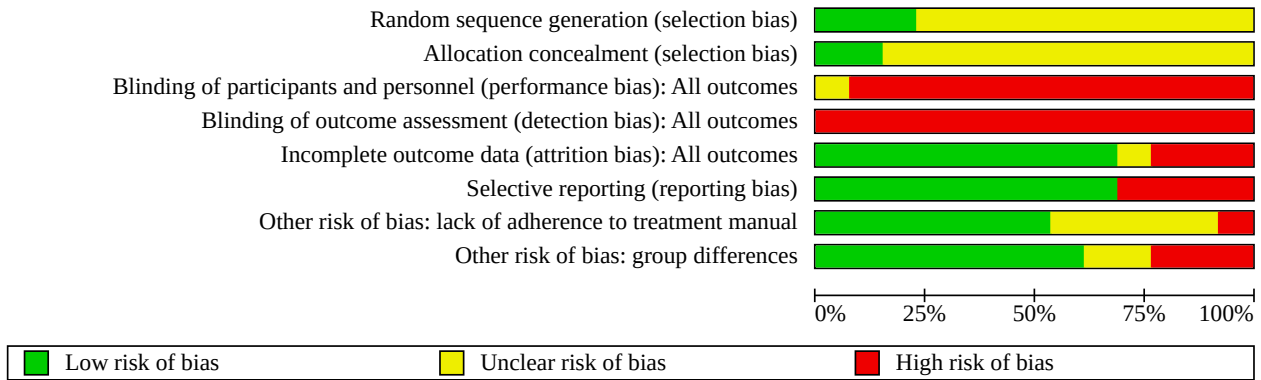 Random sequence generation (selection bias)
Allocation concealment (selection bias)
Blinding of participants and personnel (performance bias): All outcomes
Blinding of outcome assessment (detection bias): All outcomes
Incomplete outcome data (attrition bias): All outcomes
Selective reporting (reporting bias)
Other risk of bias: lack of adherence to treatment manual
Other risk of bias: group differences
0% 25% 50% 75% 100%
Low risk of bias Unclear risk of bias High risk of bias